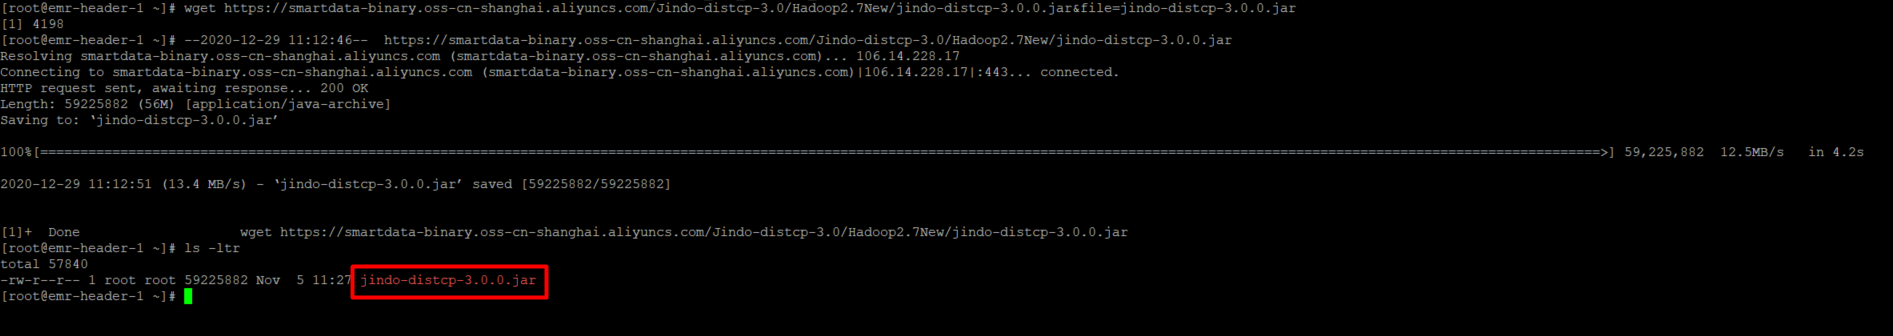 [root@emr-header-1 ~]# wget https://smartdata-binary.oss-cn-shanghai.aliyuncs.com/Jindo-distcp-3.0/Hadoop2.7New/jindo-distcp-3.0.0.jar&file=jindo-distcp-3.0.0.jar
[1] 4198
[root@emr-header-1 ~]# --2020-12-29 11:12:46--  https://smartdata-binary.oss-cn-shanghai.aliyuncs.com/Jindo-distcp-3.0/Hadoop2.7New/jindo-distcp-3.0.0.jar
Resolving smartdata-binary.oss-cn-shanghai.aliyuncs.com (smartdata-binary.oss-cn-shanghai.aliyuncs.com)... 106.14.228.17
Connecting to smartdata-binary.oss-cn-shanghai.aliyuncs.com (smartdata-binary.oss-cn-shanghai.aliyuncs.com)|106.14.228.17|:443... connected.
HTTP request sent, awaiting response... 200 OK
Length: 59225882 (56M) [application/java-archive]
Saving to: ‘jindo-distcp-3.0.0.jar’
100%[===================================================================================================================================================================================================>] 59,225,882  12.5MB/s   in 4.2s
2020-12-29 11:12:51 (13.4 MB/s) - ‘jindo-distcp-3.0.0.jar’ saved [59225882/59225882]
[1]+  Done                    wget https://smartdata-binary.oss-cn-shanghai.aliyuncs.com/Jindo-distcp-3.0/Hadoop2.7New/jindo-distcp-3.0.0.jar
[root@emr-header-1 ~]# ls -ltr
total 57840
-rw-r--r-- 1 root root 59225882 Nov  5 11:27 jindo-distcp-3.0.0.jar
[root@emr-header-1 ~]#